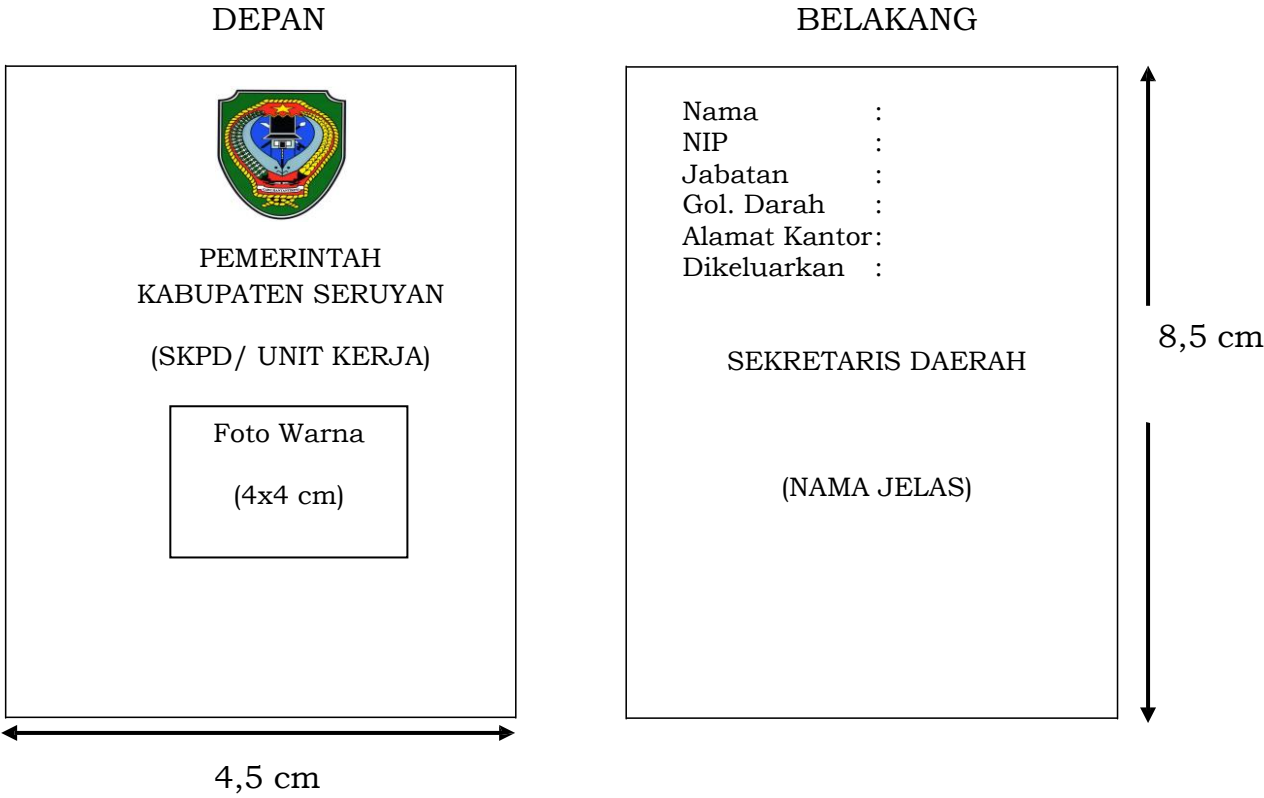 DEPAN
PEMERINTAH
KABUPATEN SERUYAN
(SKPD/ UNIT KERJA)
Foto Warna
(4x4 cm)
4,5 cm
BELAKANG
Nama :
NIP :
Jabatan :
Gol. Darah :
Alamat Kantor:
Dikeluarkan :
SEKRETARIS DAERAH
(NAMA JELAS)
8,5 cm